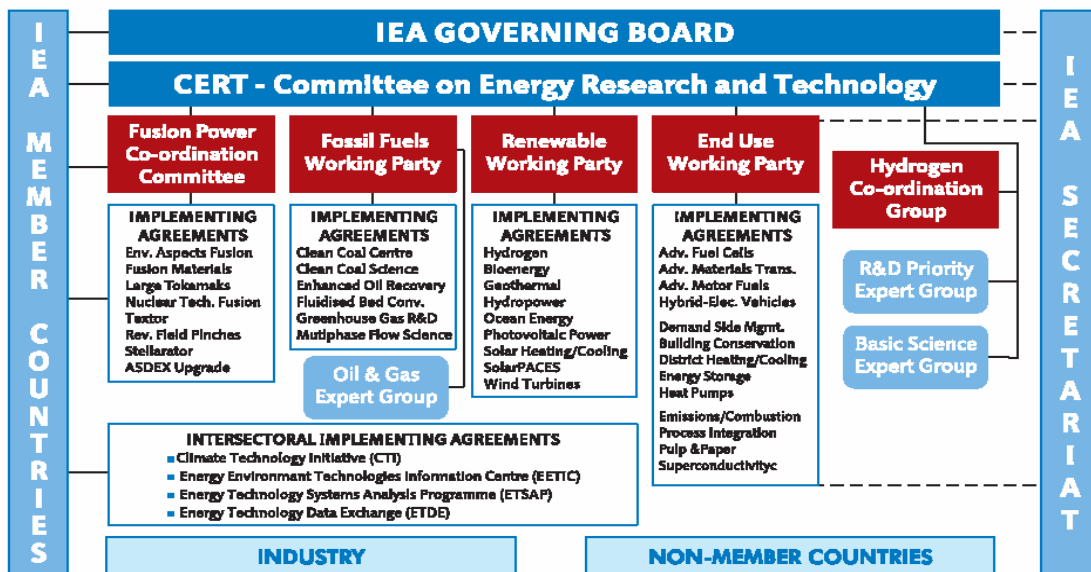 IEA MEMBER COUNTRIES
IEA GOVERNING BOARD
CERT - Committee on Energy Research and Technology
Fusion Power
Co-ordination
Committee
IMPLEMENTING
AGREEMENTS
Env. Aspects Fusion
Fusion Materials
Large Tokamaks
Nuclear Tech. Fusion
Textor
Rev. Field Pinches
Stellarator
ASDEX Upgrade
Fossil Fuels
Working Party
IMPLEMENTING
AGREEMENTS
Clean Coal Centre
Clean Coal Science
Enhanced Oil Recovery
Fluidised Bed Conv.
Greenhouse Gas R&D
Mutiphase Flow Science
Oil & Gas
Expert Group
Renewable
Working Party
IMPLEMENTING
AGREEMENTS
Hydrogen
Bioenergy
Geothermal
Hydropower
Ocean Energy
Photovoltaic Power
Solar Heating/Cooling
SolarPACES
Wind Turbines
End Use
Working Party
IMPLEMENTING
AGREEMENTS
Adv. Fuel Cells
Adv. Materials Trans.
Adv. Motor Fuels
Hybrid-Elec. Vehicles
Demand Side Mgmt.
Building Conservation
District Heating/Cooling
Energy Storage
Heat Pumps
Emissions/Combustion
Process Integration
Pulp &Paper
Superconductivityc
Hydrogen
Co-ordination
Group
R&D Priority
Expert Group
Basic Science
Expert Group
INTERSECTORAL IMPLEMENTING AGREEMENTS
Climate Technology Initiative (CTI)
Energy Environmant Technologies Information Centre (EETIC)
Energy Technology Systems Analysis Programme (ETSAP)
Energy Technology Data Exchange (ETDE)
INDUSTRY
NON-MEMBER COUNTRIES
IEA SECRETARIAT